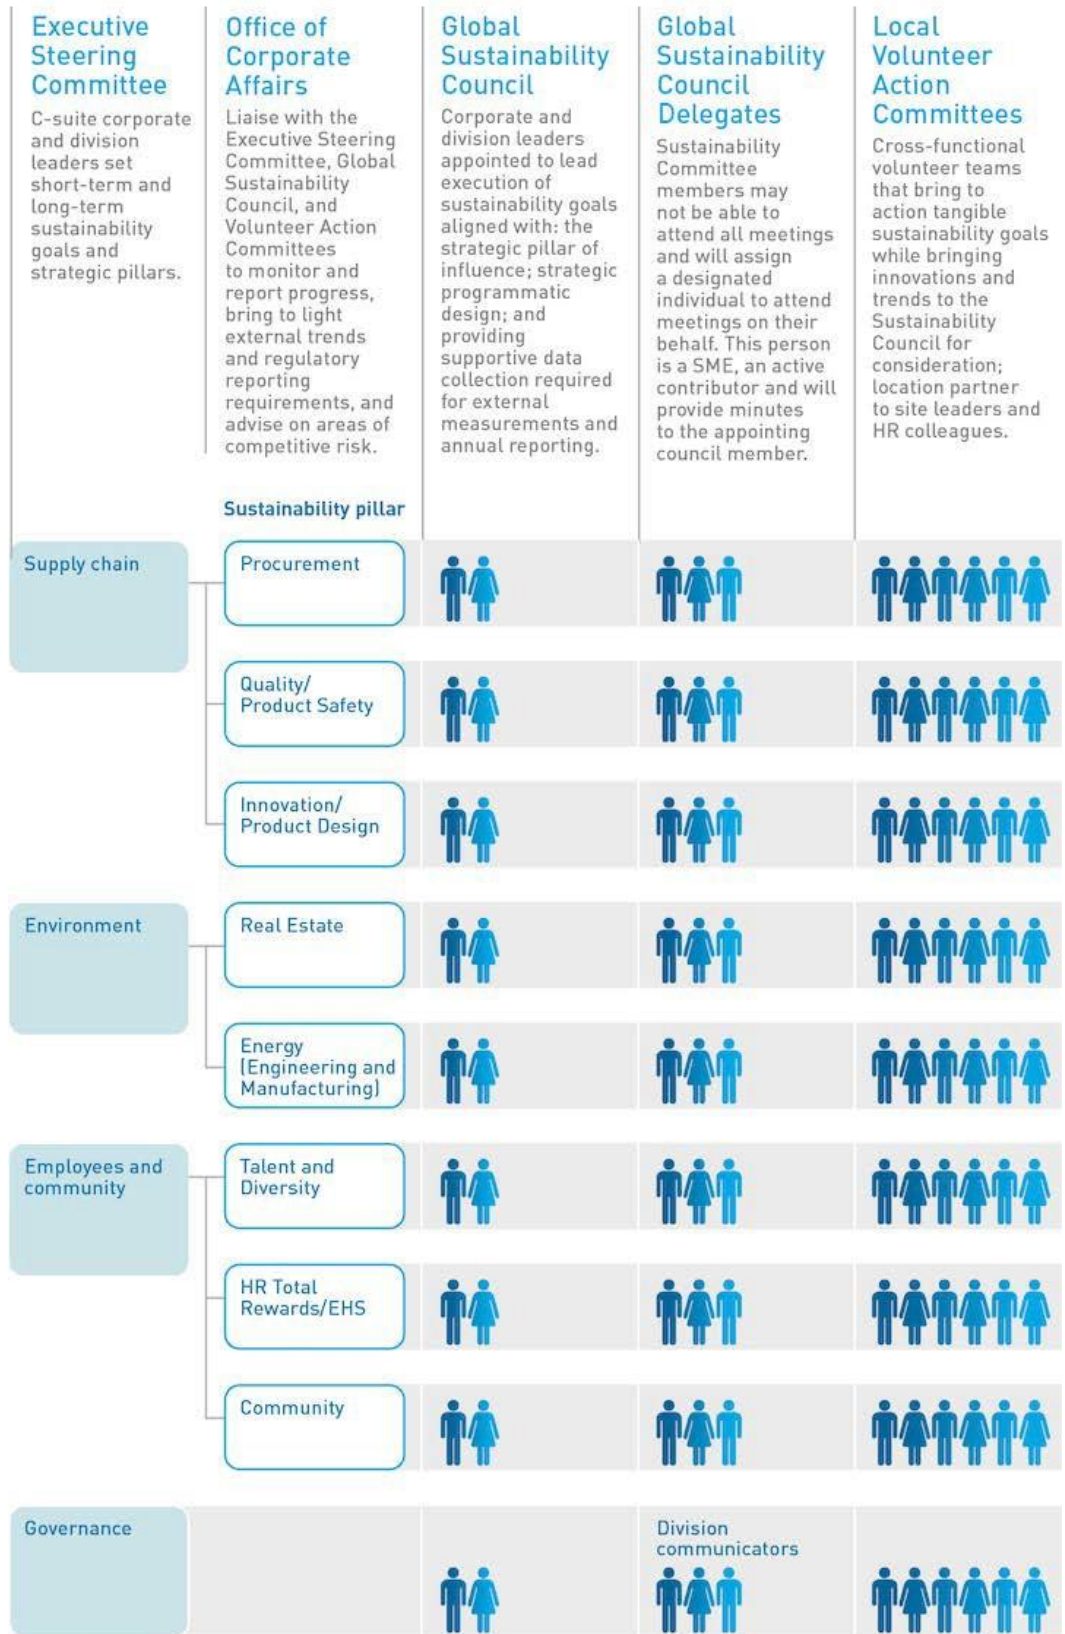 Executive
Steering
Committee
C-suite corporate
and division
leaders set
short-term and
long-term
sustainability
goals and
strategic pillars.
Office of
Corporate
Affairs
Liaise with the
Executive Steering
Committee, Global
Sustainability
Council, and
Volunteer Action
Committees
to monitor and
report progress,
bring to light
external trends
and regulatory
reporting
requirements, and
advise on areas of
competitive risk.
Global
Sustainability
Council
Corporate and
division leaders
appointed to lead
execution of
sustainability goals
aligned with: the
strategic pillar of
influence; strategic
programmatic
design; and
providing
supportive data
collection required
for external
measurements and
annual reporting.
Global
Sustainability
Council
Delegates
Sustainability
Committee
members may
not be able to
attend all meetings
and will assign
a designated
individual to attend
meetings on their
behalf. This person
is a SME, an active
contributor and will
provide minutes
to the appointing
council member.
Local
Volunteer
Action
Committees
Cross-functional
volunteer teams
that bring to
action tangible
sustainability goals
while bringing
innovations and
trends to the
Sustainability
Council for
consideration;
location partner
to site leaders and
HR colleagues.
Sustainability pillar
Supply chain
Procurement
Quality/
Product Safety
Innovation/
Product Design
Environment
Real Estate
Energy
(Engineering and
Manufacturing)
Employees and
community
Talent and
Diversity
HR Total
Rewards/EHS
Community
Governance
Division
communicators